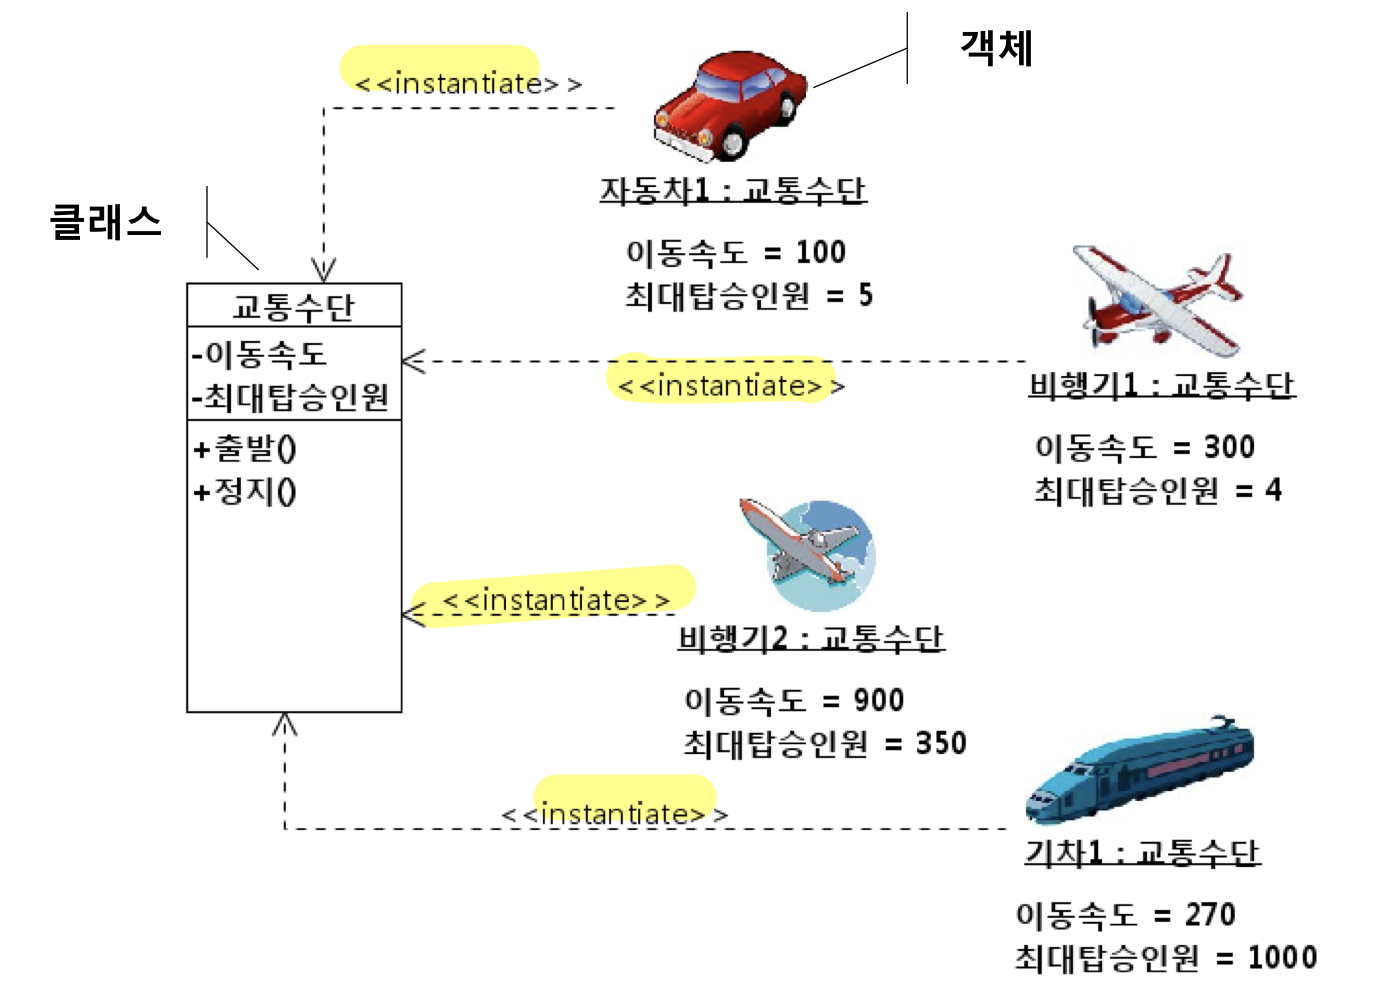 <<instantiate>>
객체
자동차1 : 교통수단
이동속도 = 100
최대탑승인원 = 5
클래스
교통수단
-이동속도
-최대탑승인원
+출발()
+정지()
<<instantiate>>
비행기1 : 교통수단
이동속도 = 300
최대탑승인원 = 4
<<instantiate>>
비행기2 : 교통수단
이동속도 = 900
최대탑승인원 = 350
<<instantiate>>
기차1 : 교통수단
이동속도 = 270
최대탑승인원 = 1000